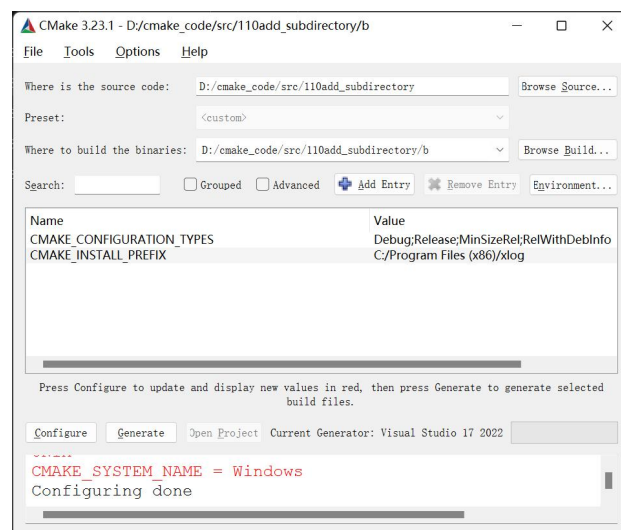 CMake 3.23.1 - D:/cmake_code/src/110add_subdirectory/b
File Tools Options Help
Where is the source code: D:/cmake_code/src/110add_subdirectory Browse Source...
Preset: <custom>
Where to build the binaries: D:/cmake_code/src/110add_subdirectory/b Browse Build...
Search: Grouped Advanced Add Entry Remove Entry Environment...
Name Value
CMAKE_CONFIGURATION_TYPES Debug;Release;MinSizeRel;RelWithDebInfo
CMAKE_INSTALL_PREFIX C:/Program Files (x86)/xlog
Press Configure to update and display new values in red, then press Generate to generate selected
build files.
Configure Generate Open Project Current Generator: Visual Studio 17 2022
CMAKE_SYSTEM_NAME = Windows
Configuring done